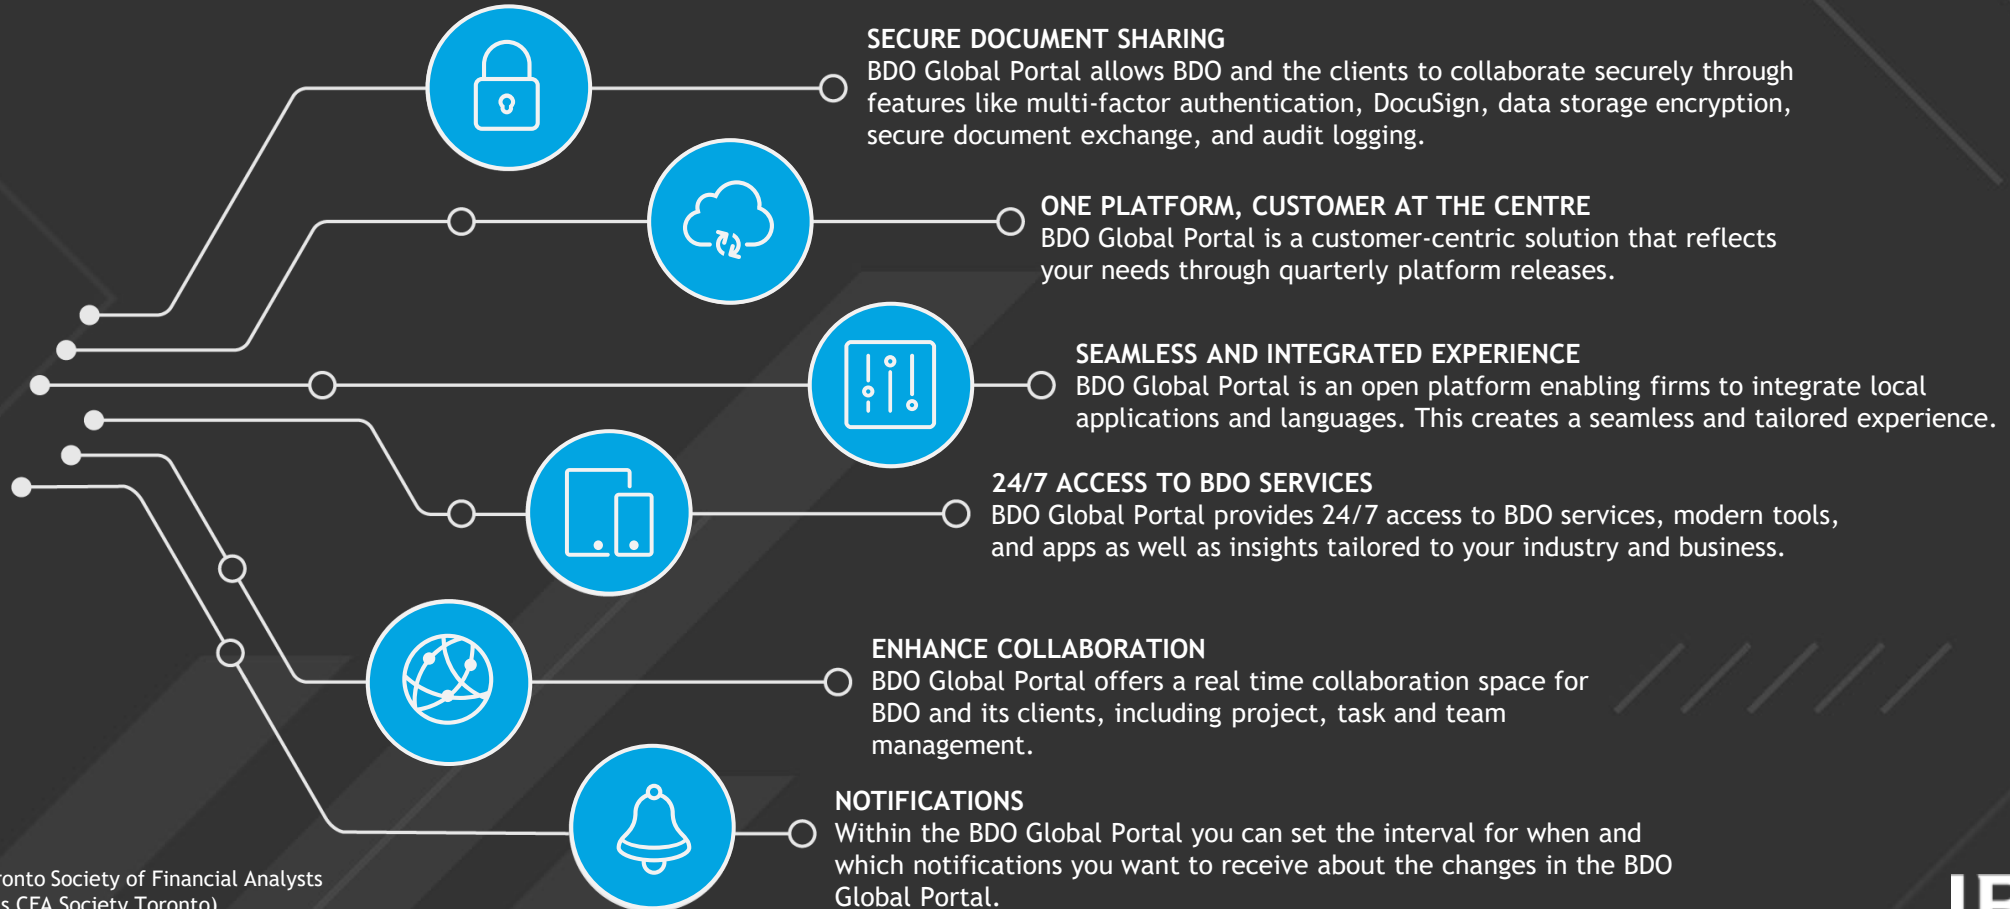 SECURE DOCUMENT SHARING
BDO Global Portal allows BDO and the clients to collaborate securely through
features like multi-factor authentication, DocuSign, data storage encryption,
secure document exchange, and audit logging.
ONE PLATFORM, CUSTOMER AT THE CENTRE
BDO Global Portal is a customer-centric solution that reflects
your needs through quarterly platform releases.
SEAMLESS AND INTEGRATED EXPERIENCE
BDO Global Portal is an open platform enabling firms to integrate local
applications and languages. This creates a seamless and tailored experience.
24/7 ACCESS TO BDO SERVICES
BDO Global Portal provides 24/7 access to BDO services, modern tools,
and apps as well as insights tailored to your industry and business.
ENHANCE COLLABORATION
BDO Global Portal offers a real time collaboration space for
BDO and its clients, including project, task and team
management.
NOTIFICATIONS
Within the BDO Global Portal you can set the interval for when and
which notifications you want to receive about the changes in the BDO
Global Portal.
Society of Financial Analysts
CFA Society Toronto)